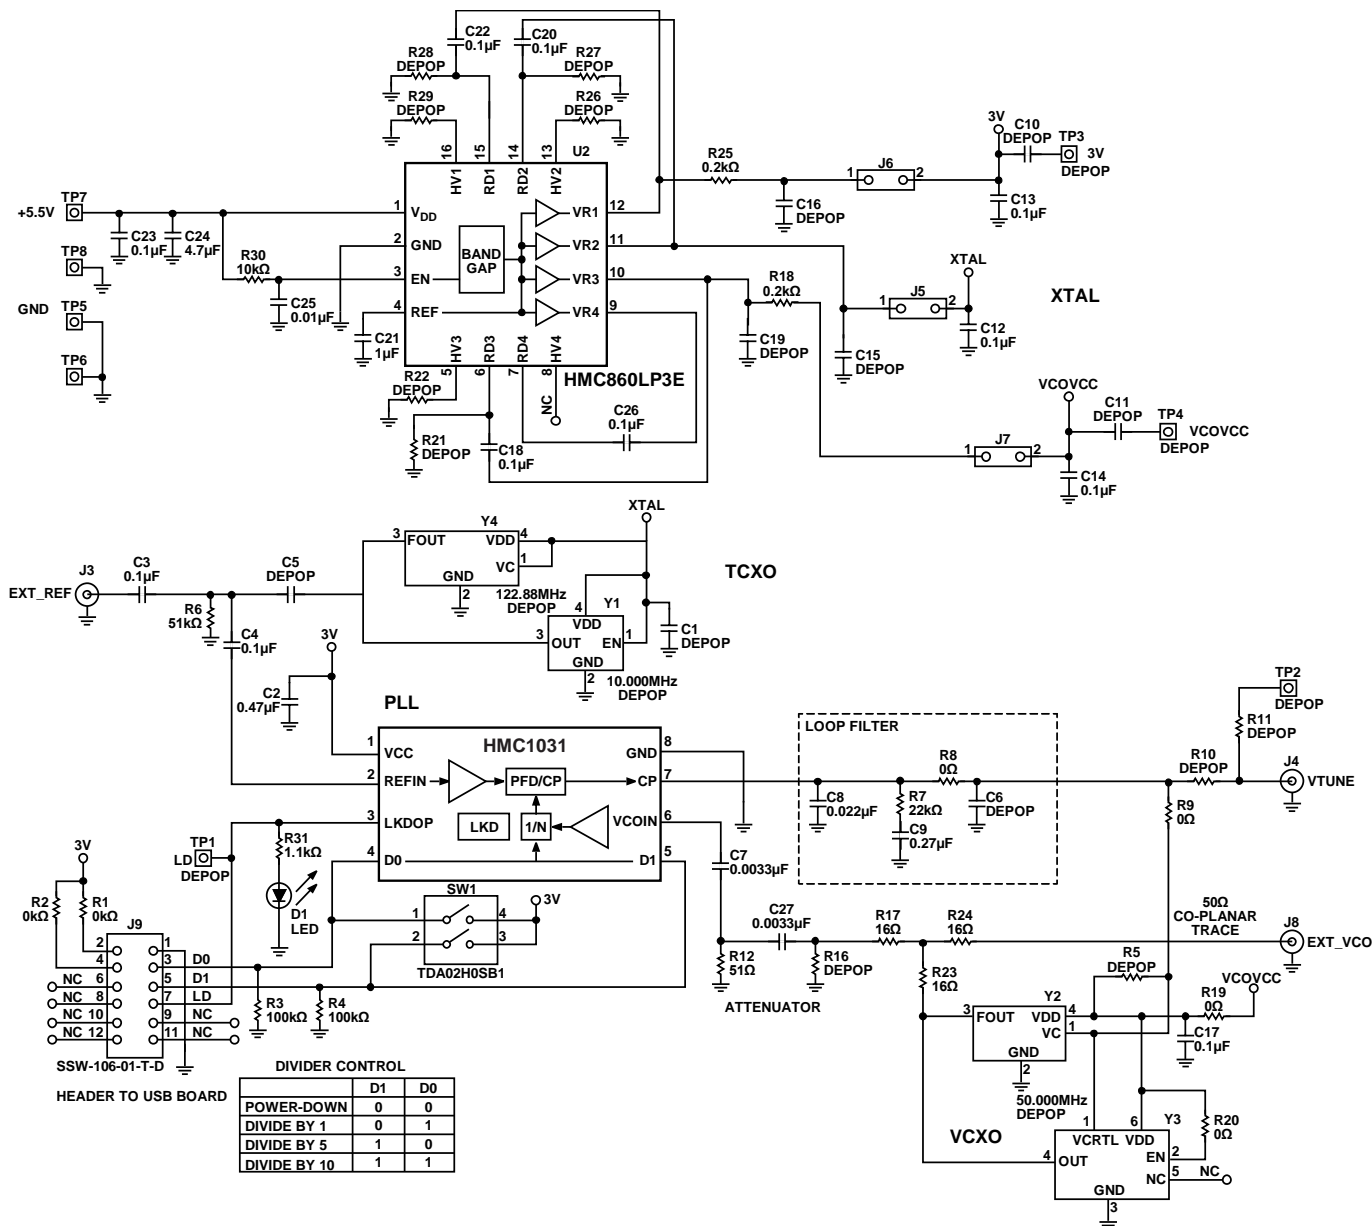 C22
0.1µF
C20
0.1µF
R28
DEPOP
R27
DEPOP
R29
DEPOP
R26
DEPOP
16
15
14
13
U2
HV1
RD1
RD2
HV2
R25
0.2kΩ
C16
DEPOP
1
J6
2
3V
C10
DEPOP
TP3
3V
DEPOP
C13
0.1µF
TP7
+5.5V
C23
0.1µF
C24
4.7µF
TP8
R30
10kΩ
C25
0.01µF
GND
TP5
TP6
1
VDD
2
GND
3
EN
4
REF
BAND
GAP
VR1
12
VR2
11
VR3
10
VR4
9
C21
1µF
HV3
RD3
RD4
HV4
5
6
7
8
HMC860LP3E
R22
DEPOP
NC
R21
DEPOP
C18
0.1µF
C26
0.1µF
R18
0.2kΩ
C19
DEPOP
C15
DEPOP
1
J5
2
XTAL
C12
0.1µF
XTAL
VCOVCC
C11
DEPOP
TP4
VCOVCC
DEPOP
1
J7
2
C14
0.1µF
J3
EXT_REF
C3
0.1µF
R6
51kΩ
C5
DEPOP
C4
0.1µF
XTAL
Y4
3
FOUT
VDD
4
VC
1
GND
2
122.88MHz
DEPOP
TCXO
Y1
4
VDD
3
OUT
EN
1
GND
2
10.000MHz
DEPOP
C1
DEPOP
3V
C2
0.47µF
PLL
HMC1031
1
VCC
2
REFIN
3
LKDOP
4
D0
PFD/CP
LKD
1/N
GND
8
CP
7
VCOIN
6
D1
5
LOOP FILTER
C8
0.022µF
R8
0Ω
R7
22kΩ
C9
0.27µF
C6
DEPOP
TP2
DEPOP
R11
DEPOP
R10
DEPOP
J4
VTUNE
R9
0Ω
TP1
LD
DEPOP
R31
1.1kΩ
D1
LED
3V
R2
0kΩ
R1
0kΩ
SW1
1
4
2
3
3V
TDA02H0SB1
C7
0.0033µF
C27
0.0033µF
R12
51Ω
R16
DEPOP
R17
16Ω
R24
16Ω
R23
16Ω
ATTENUATOR
50Ω
CO-PLANAR
TRACE
J8
EXT_VCO
J9
2
1
4
3
D0
NC
6
5
D1
NC
8
7
LD
NC
10
9
NC
NC
12
11
NC
SSW-106-01-T-D
HEADER TO USB BOARD
R3
100kΩ
R4
100kΩ
R5
DEPOP
VCOVCC
R19
0Ω
C17
0.1µF
Y2
3
FOUT
VDD
4
VC
1
GND
2
50.000MHz
DEPOP
VCXO
1
6
Y3
VCRTL
VDD
4
OUT
EN
2
NC
5
NC
GND
3
R20
0Ω
DIVIDER CONTROL
D1 D0
POWER-DOWN 0 0
DIVIDE BY 1 0 1
DIVIDE BY 5 1 0
DIVIDE BY 10 1 1